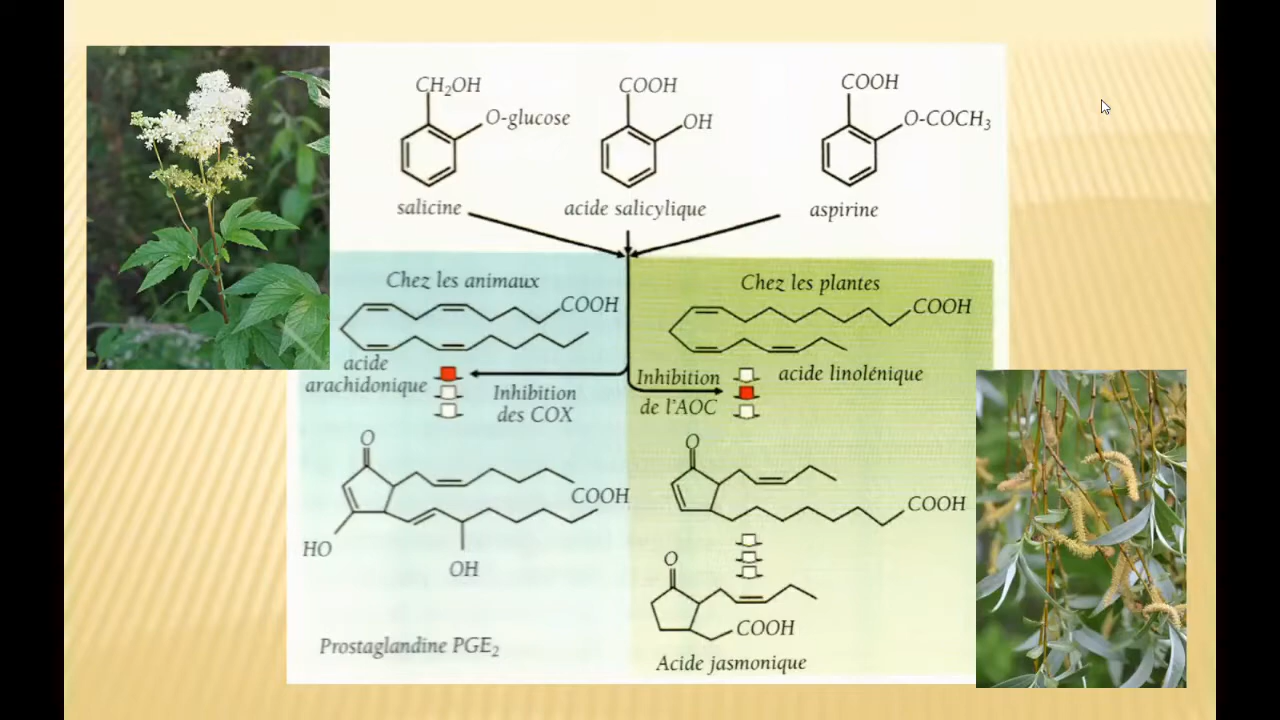 CH₂OH
O-glucose
salicine
COOH
OH
acide salicylique
COOH
O-COCH₃
aspirine
Chez les animaux
COOH
acide
arachidonique
Inhibition
des COX
O
COOH
HO
OH
Prostaglandine PGE₂
Chez les plantes
COOH
acide linolénique
Inhibition
de l'AOC
O
COOH
O
COOH
Acide jasmonique